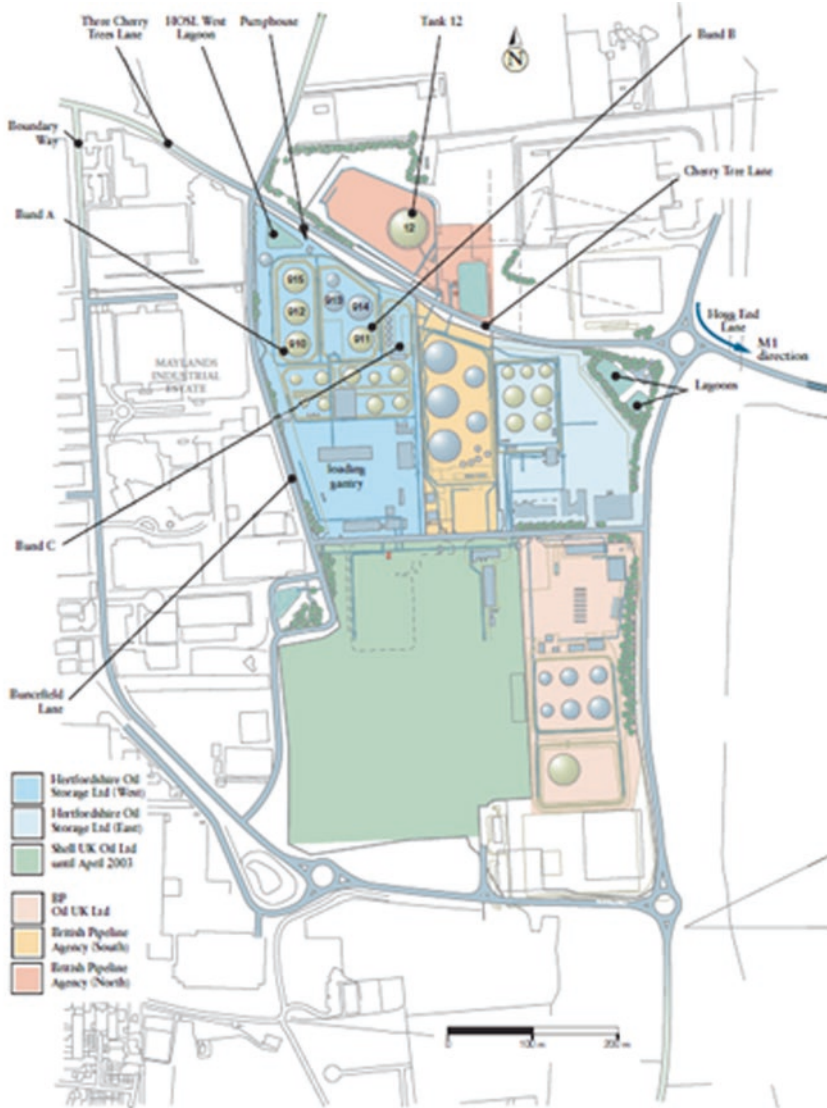 Three Cherry
Trees Lane
HOSL West
Lagoon
Pumphouse
Tank 12
N
Bund B
Boundary
Way
Cherry Tree Lane
Bund A
12
915
912
910
913
914
911
Hogg End
Lane
M1
direction
MAYLANDS
INDUSTRIAL
ESTATE
Lagoons
loading
gantry
Bund C
Buncefield
Lane
Hertfordshire Oil
Storage Ltd (West)
Hertfordshire Oil
Storage Ltd (East)
Shell UK Oil Ltd
until April 2003
BP
Oil UK Ltd
British Pipeline
Agency (South)
British Pipeline
Agency (North)
0
100 m
200 m